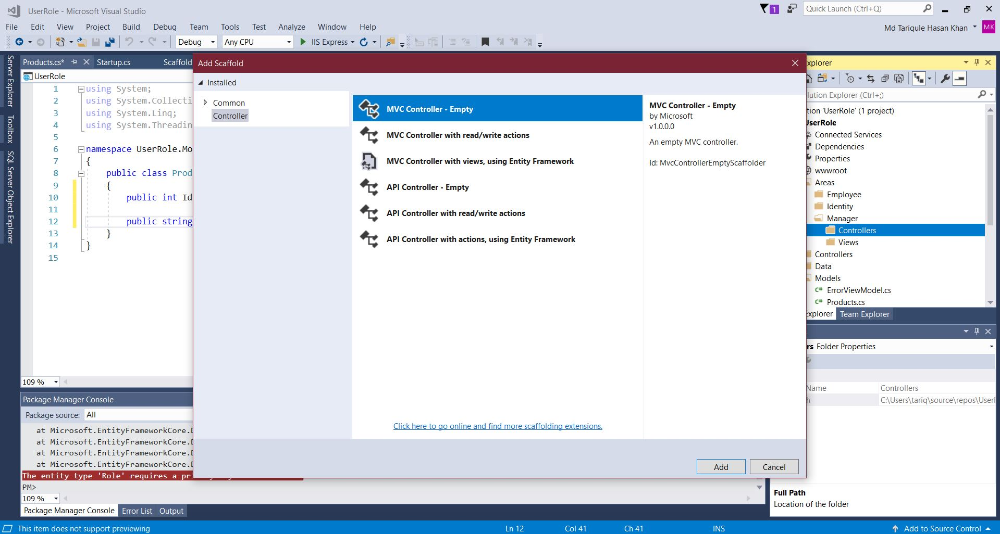 UserRole - Microsoft Visual Studio
1
Quick Launch (Ctrl+Q)
File Edit View Project Build Debug Team Tools Test Analyze Window Help
Md Tariqule Hasan Khan
MK
Debug
Any CPU
IIS Express
Server Explorer
Toolbox
SQL Server Object Explorer
Products.cs*
Startup.cs
Scaffold
UserRole
1 using System;
2 using System.Collecti
3 using System.Linq;
4 using System.Threadin
5
6 namespace UserRole.Mo
7 {
8 public class Prod
9 {
10 public int Id
11
12 public string
13 }
14 }
15
109 %
Add Scaffold
Installed
Common
Controller
MVC Controller - Empty
MVC Controller with read/write actions
MVC Controller with views, using Entity Framework
API Controller - Empty
API Controller with read/write actions
API Controller with actions, using Entity Framework
Click here to go online and find more scaffolding extensions.
MVC Controller - Empty
by Microsoft
v1.0.0.0
An empty MVC controller.
Id: MvcControllerEmptyScaffolder
Add
Cancel
xplorer
lution Explorer (Ctrl+;)
tion 'UserRole' (1 project)
UserRole
Connected Services
Dependencies
Properties
wwwroot
Areas
Employee
Identity
Manager
Controllers
Views
Controllers
Data
Models
C# ErrorViewModel.cs
C# Products.cs
Explorer
Team Explorer
rs Folder Properties
Name Controllers
h C:\Users\tariq\source\repos\User
Full Path
Location of the folder
Package Manager Console
Package source: All
at Microsoft.EntityFrameworkCore.D
at Microsoft.EntityFrameworkCore.D
at Microsoft.EntityFrameworkCore.D
at Microsoft.EntityFrameworkCore.D
The entity type 'Role' requires a pri
PM>
109 %
Package Manager Console
Error List
Output
This item does not support previewing
Ln 12
Col 41
Ch 41
INS
Add to Source Control